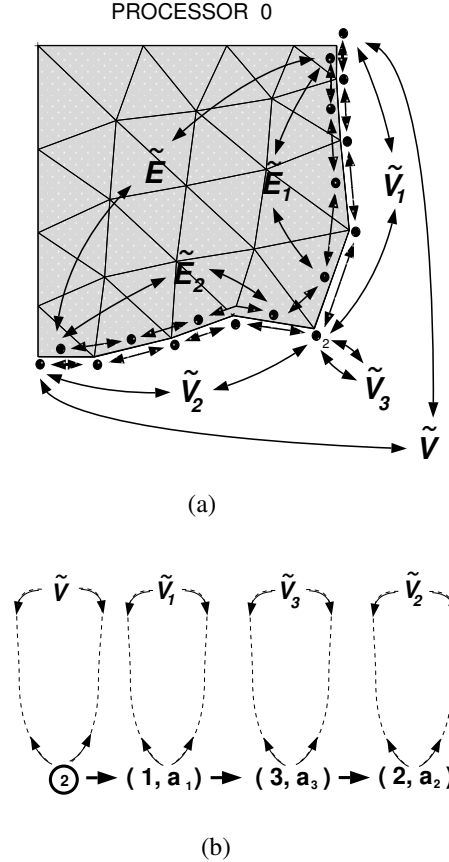 PROCESSOR 0
Ẽ
Ẽ₁
Ṽ₁
Ẽ₂
2
Ṽ₂
Ṽ₃
Ṽ
(a)
Ṽ Ṽ₁ Ṽ₃ Ṽ₂
2 (1, a₁) (3, a₃) (2, a₂)
(b)